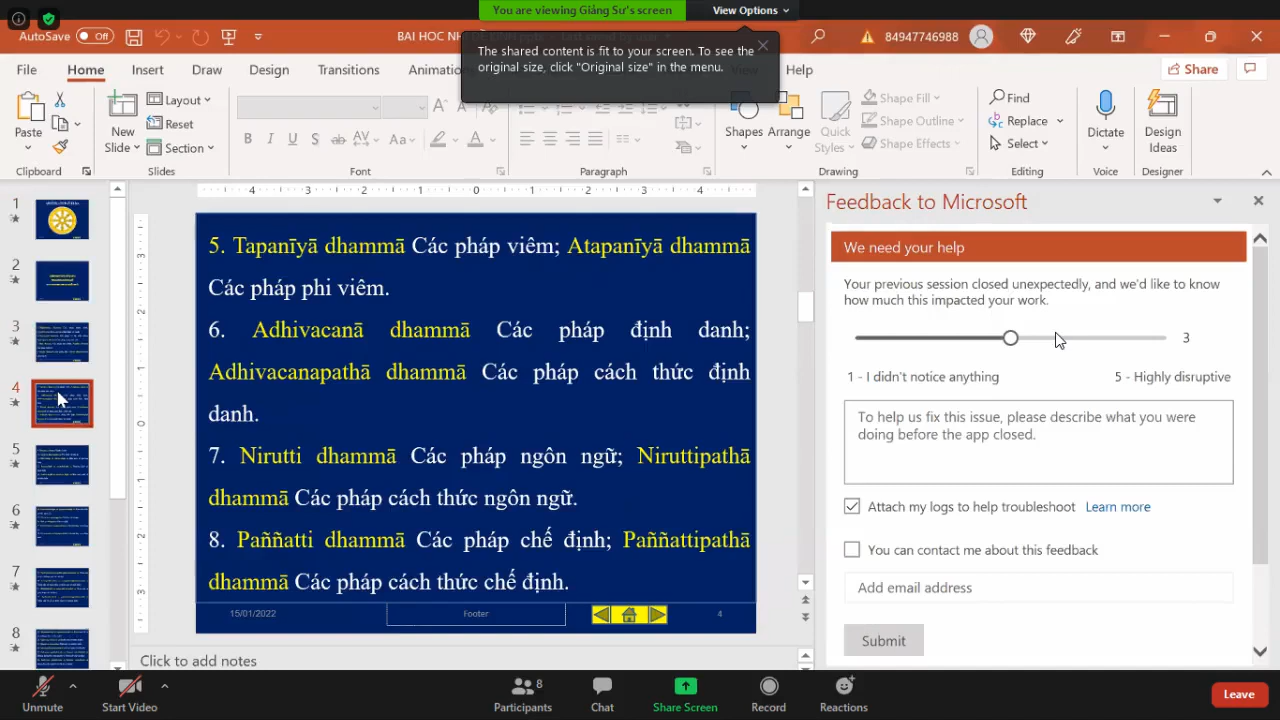 You are viewing Giảng Sư's screen
View Options
AutoSave
Off
BAI HOC
84947746988
The shared content is fit to your screen. To see the
original size, click "Original size" in the menu.
File
Home
Insert
Draw
Design
Transitions
Animations
Help
Share
Paste
Clipboard
New
Slide
Layout
Reset
Section
Slides
Font
Paragraph
Shapes
Arrange
Quick
Styles
Shape Fill
Shape Outline
Shape Effects
Drawing
Find
Replace
Select
Editing
Dictate
Voice
Design
Ideas
Designer
5. Tapanīyā dhammā Các pháp viêm; Atapanīyā dhammā
Các pháp phi viêm.
6. Adhivacanā dhammā Các pháp định danh;
Adhivacanapathā dhammā Các pháp cách thức định
danh.
7. Nirutti dhammā Các pháp ngôn ngữ; Niruttipathā
dhammā Các pháp cách thức ngôn ngữ.
8. Paññatti dhammā Các pháp chế định; Paññattipathā
dhammā Các pháp cách thức chế định.
15/01/2022
Footer
4
Feedback to Microsoft
We need your help
Your previous session closed unexpectedly, and we'd like to know
how much this impacted your work.
3
1 - I didn't notice anything
5 - Highly disruptive
To help us fix this issue, please describe what you were
doing before the app closed.
Attach my logs to help troubleshoot Learn more
You can contact me about this feedback
Add email address
Submit
Unmute
Start Video
Participants
8
Chat
Share Screen
Record
Reactions
Leave